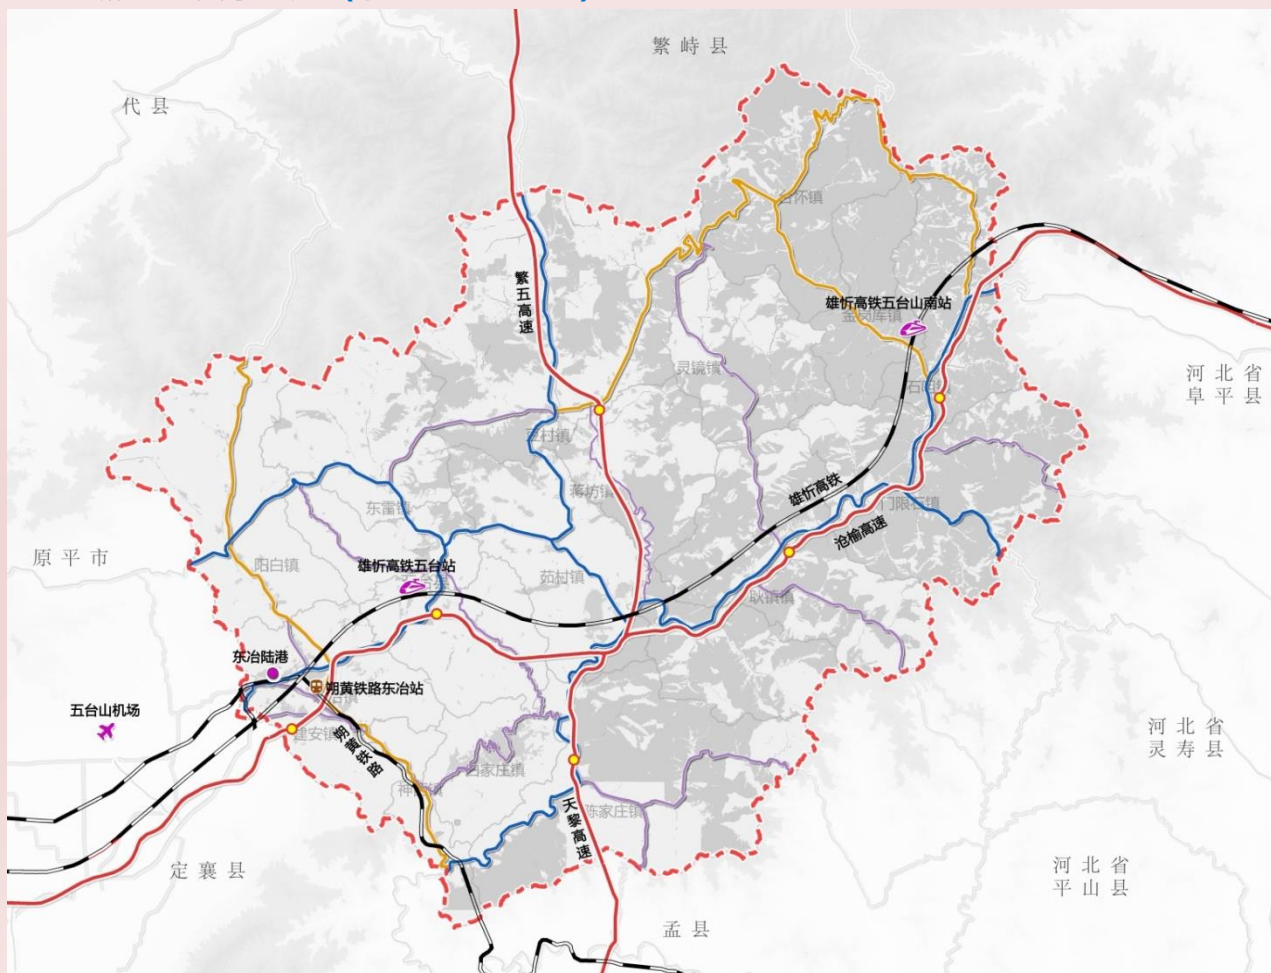 繁峙县
代县
台怀镇
繁五高速
雄忻高铁五台山南站
金岗库镇
河北省
阜平县
灵镜镇
石咀镇
豆村镇
蒋坊镇
雄忻高铁
东雷镇
门限石镇
沧榆高速
原平市
阳白镇
雄忻高铁五台站
茹村镇
耿镇镇
东冶陆港
朔黄铁路东冶站
五台山机场
建安镇
朔黄铁路
河北省
灵寿县
白家庄镇
陈家庄镇
天黎高速
定襄县
河北省
平山县
孟县